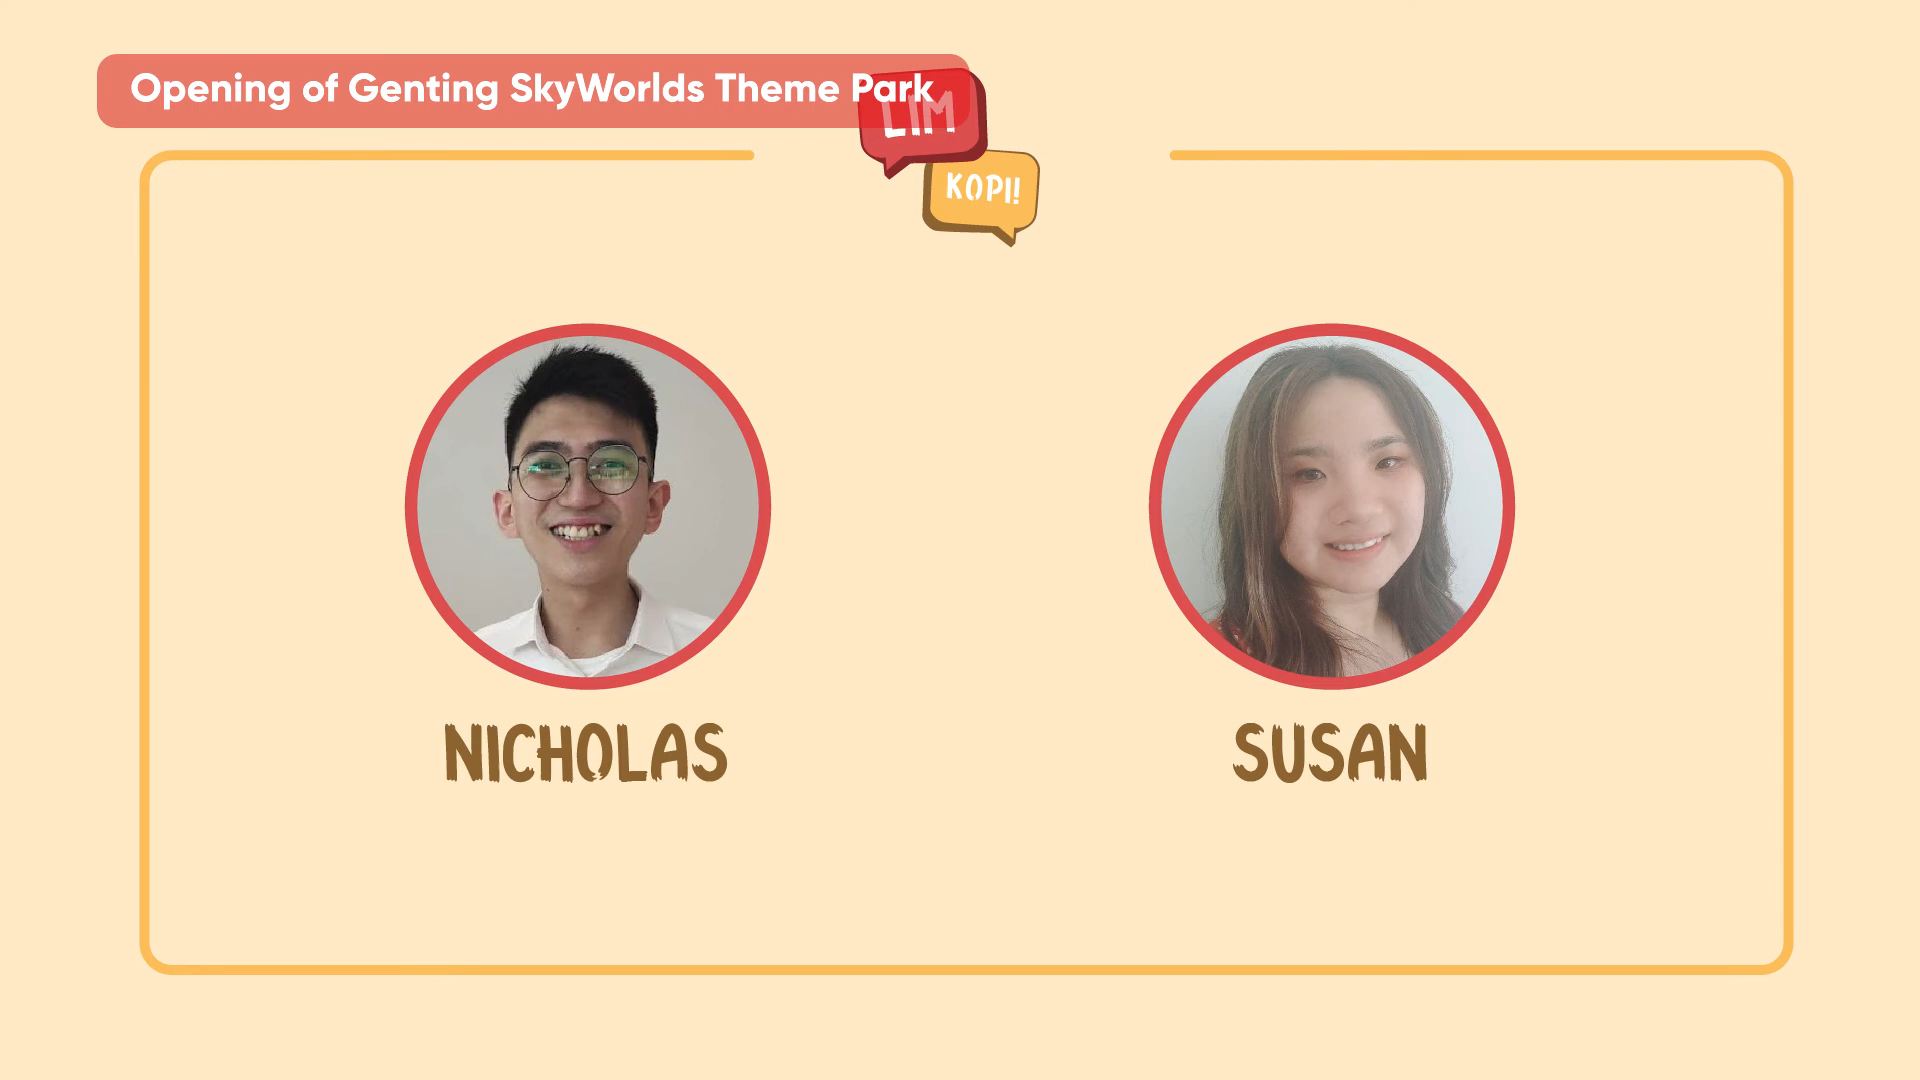 Opening of Genting SkyWorlds Theme Park
LIM
KOPI!
NICHOLAS
SUSAN